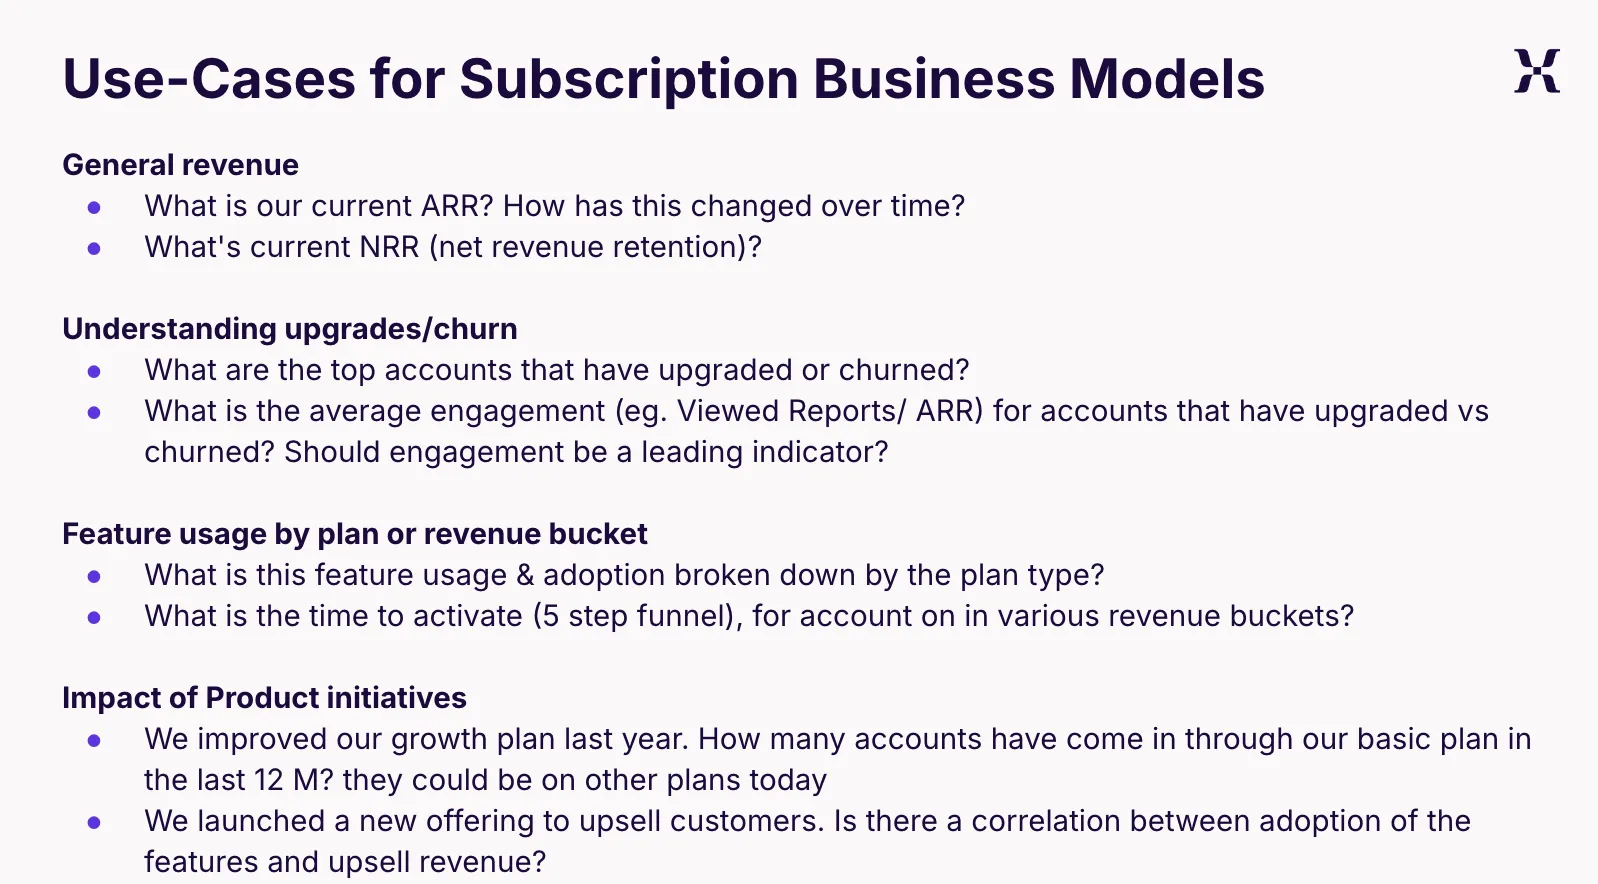 Use-Cases for Subscription Business Models
General revenue
● What is our current ARR? How has this changed over time?
● What's current NRR (net revenue retention)?
Understanding upgrades/churn
● What are the top accounts that have upgraded or churned?
● What is the average engagement (eg. Viewed Reports/ ARR) for accounts that have upgraded vs
churned? Should engagement be a leading indicator?
Feature usage by plan or revenue bucket
● What is this feature usage & adoption broken down by the plan type?
● What is the time to activate (5 step funnel), for account on in various revenue buckets?
Impact of Product initiatives
● We improved our growth plan last year. How many accounts have come in through our basic plan in
the last 12 M? they could be on other plans today
● We launched a new offering to upsell customers. Is there a correlation between adoption of the
features and upsell revenue?